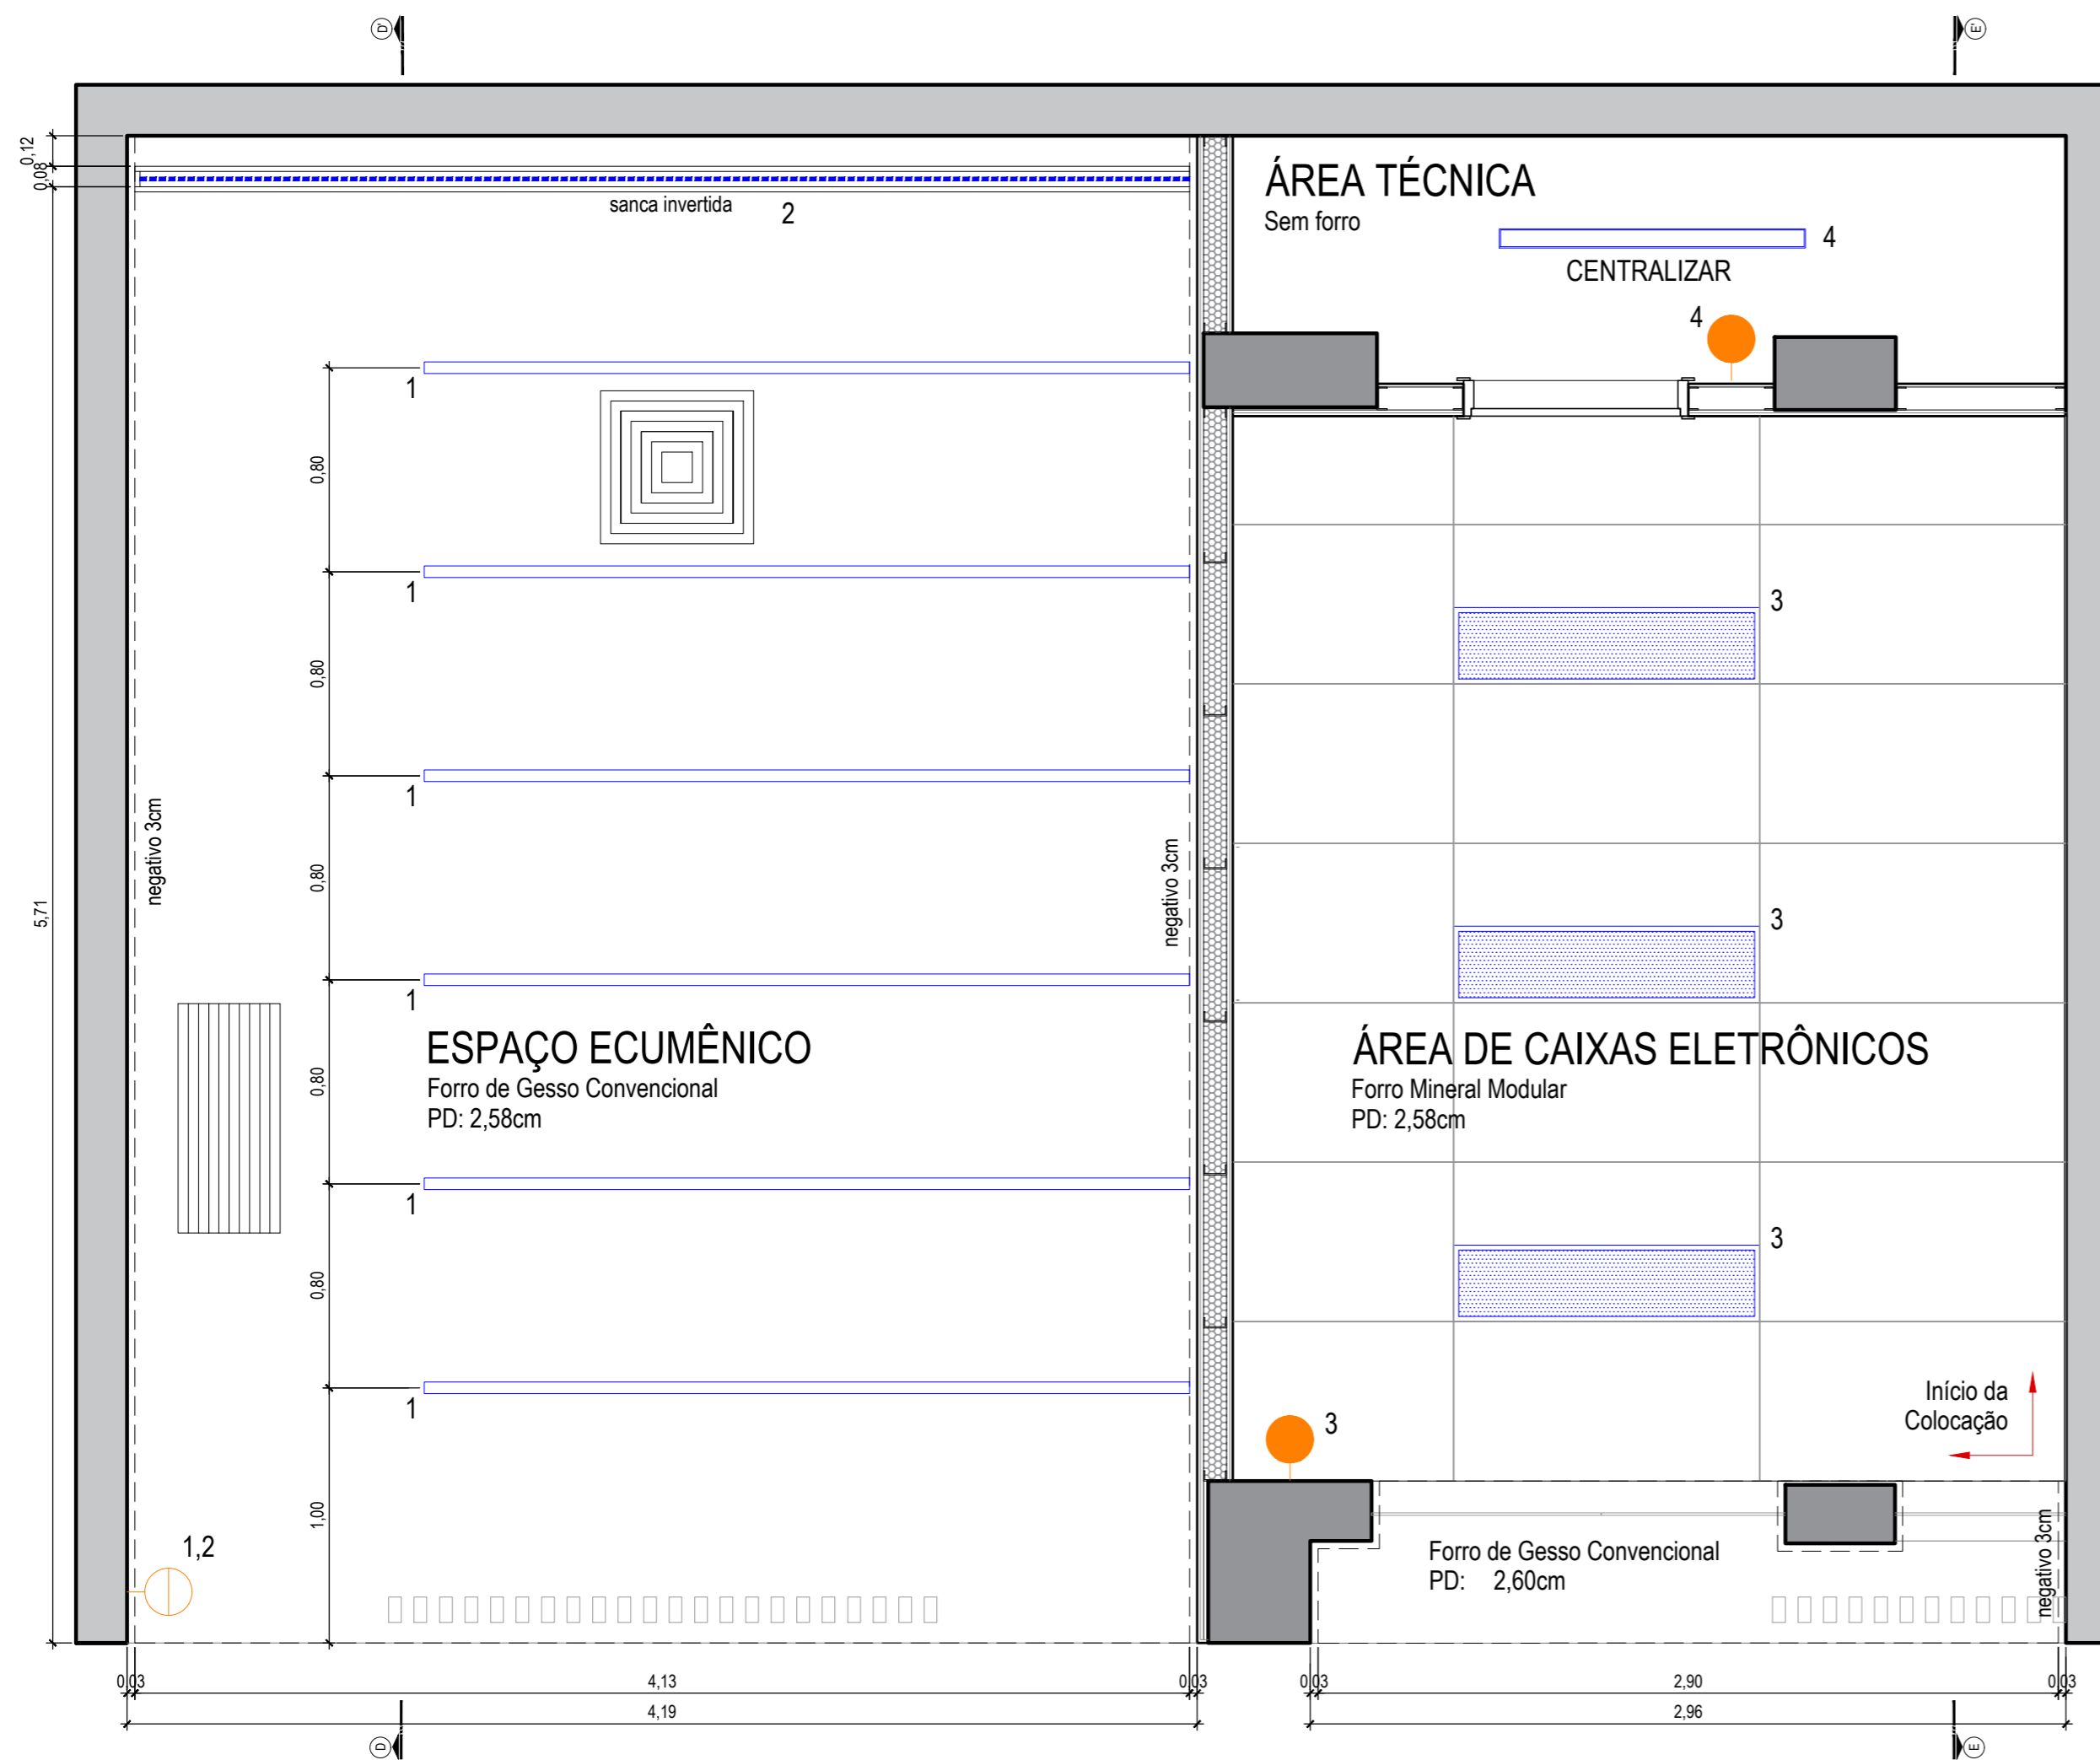 D'
E'
0,12
0,08
sanca invertida
2
ÁREA TÉCNICA
Sem forro
4
CENTRALIZAR
4
1
0,80
1
3
0,80
1
negativo 3cm
0,80
negativo 3cm
5,71
3
1
ESPAÇO ECUMÊNICO
Forro de Gesso Convencional
PD: 2,58cm
ÁREA DE CAIXAS ELETRÔNICOS
Forro Mineral Modular
PD: 2,58cm
0,80
1
3
0,80
1
Início da
Colocação
3
1,00
1,2
Forro de Gesso Convencional
PD: 2,60cm
negativo 3cm
0,03
4,13
0,03
0,03
2,90
0,03
4,19
2,96
D
E